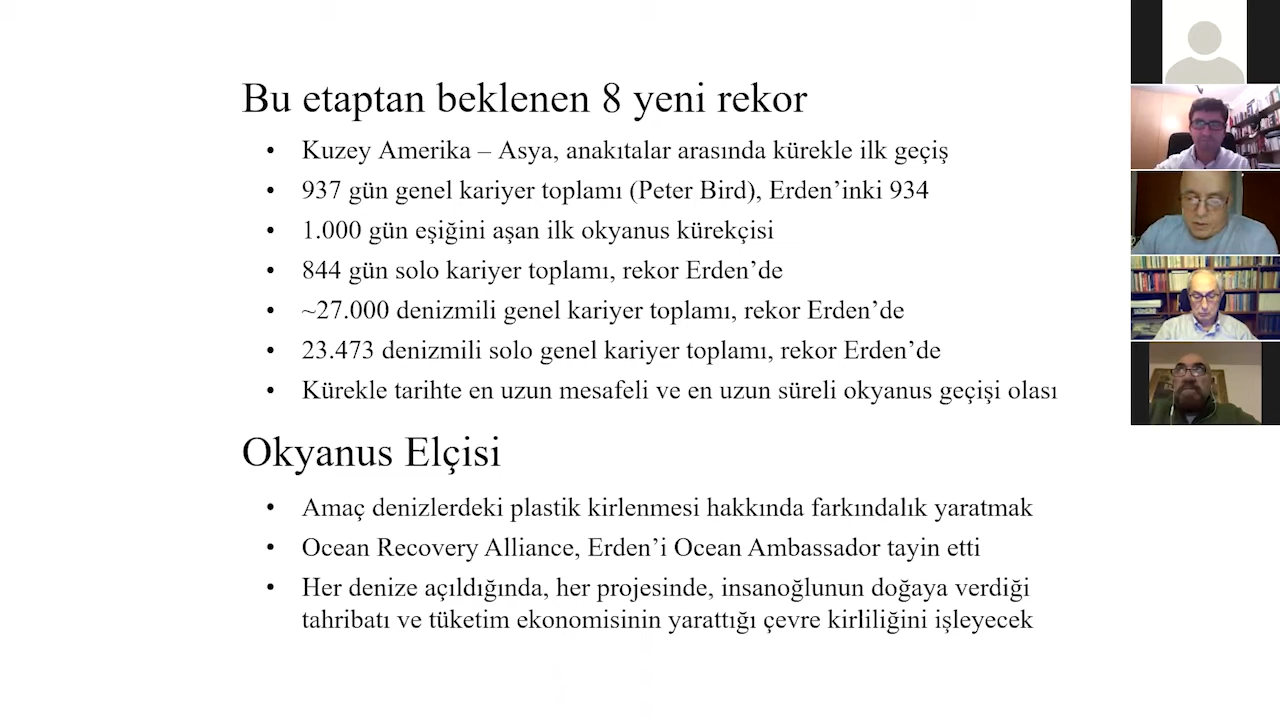 Bu etaptan beklenen 8 yeni rekor
• Kuzey Amerika – Asya, anakıtalar arasında kürekle ilk geçiş
• 937 gün genel kariyer toplamı (Peter Bird), Erden’inki 934
• 1.000 gün eşiğini aşan ilk okyanus kürekçisi
• 844 gün solo kariyer toplamı, rekor Erden’de
• ~27.000 denizmili genel kariyer toplamı, rekor Erden’de
• 23.473 denizmili solo genel kariyer toplamı, rekor Erden’de
• Kürekle tarihte en uzun mesafeli ve en uzun süreli okyanus geçişi olası
Okyanus Elçisi
• Amaç denizlerdeki plastik kirlenmesi hakkında farkındalık yaratmak
• Ocean Recovery Alliance, Erden’i Ocean Ambassador tayin etti
• Her denize açıldığında, her projesinde, insanoğlunun doğaya verdiği
tahribatı ve tüketim ekonomisinin yarattığı çevre kirliliğini işleyecek